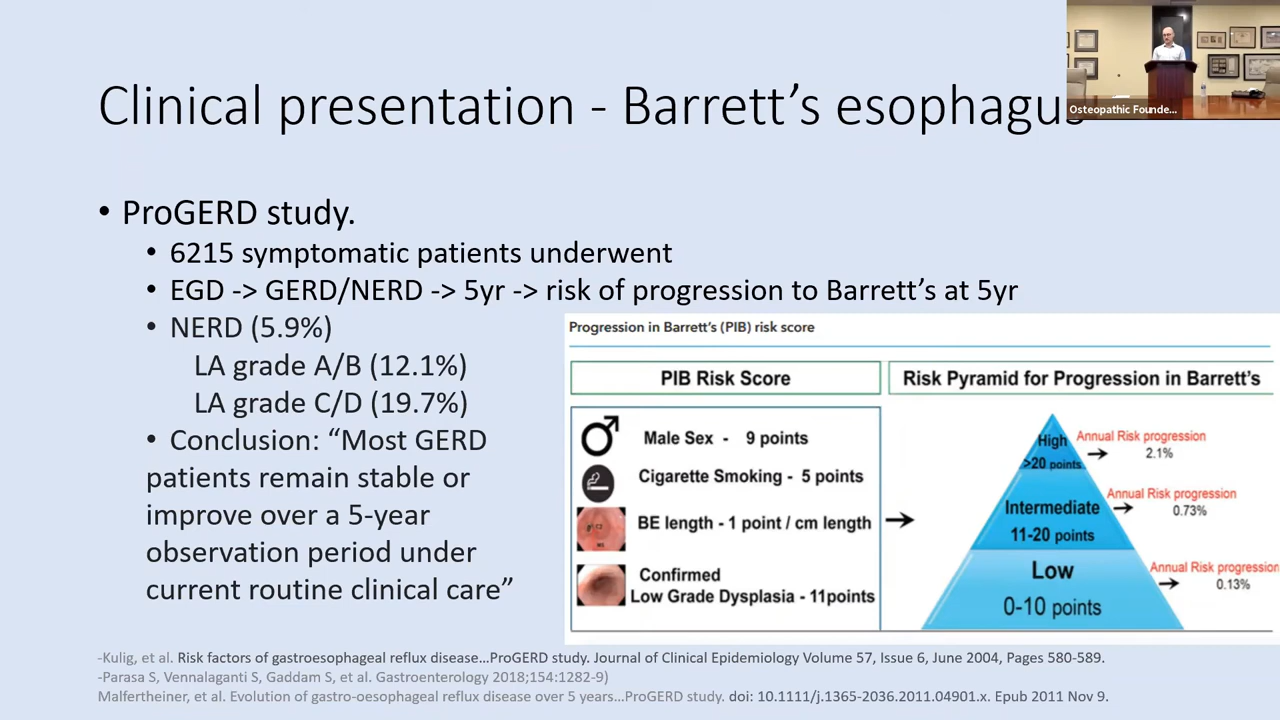 Clinical presentation - Barrett's esophagus
Osteopathic Founde...
• ProGERD study.
• 6215 symptomatic patients underwent
• EGD -> GERD/NERD -> 5yr -> risk of progression to Barrett's at 5yr
• NERD (5.9%)
LA grade A/B (12.1%)
LA grade C/D (19.7%)
• Conclusion: “Most GERD
patients remain stable or
improve over a 5-year
observation period under
current routine clinical care”
Progression in Barrett's (PIB) risk score
PIB Risk Score
Male Sex - 9 points
Cigarette Smoking - 5 points
BE length - 1 point / cm length
Confirmed
Low Grade Dysplasia - 11points
Risk Pyramid for Progression in Barrett's
High
>20 points
Annual Risk progression
2.1%
Intermediate
11-20 points
Annual Risk progression
0.73%
Low
0-10 points
Annual Risk progression
0.13%
-Kulig, et al. Risk factors of gastroesophageal reflux disease...ProGERD study. Journal of Clinical Epidemiology Volume 57, Issue 6, June 2004, Pages 580-589.
-Parasa S, Vennalaganti S, Gaddam S, et al. Gastroenterology 2018;154:1282-9)
Malfertheiner, et al. Evolution of gastro-oesophageal reflux disease over 5 years...ProGERD study. doi: 10.1111/j.1365-2036.2011.04901.x. Epub 2011 Nov 9.